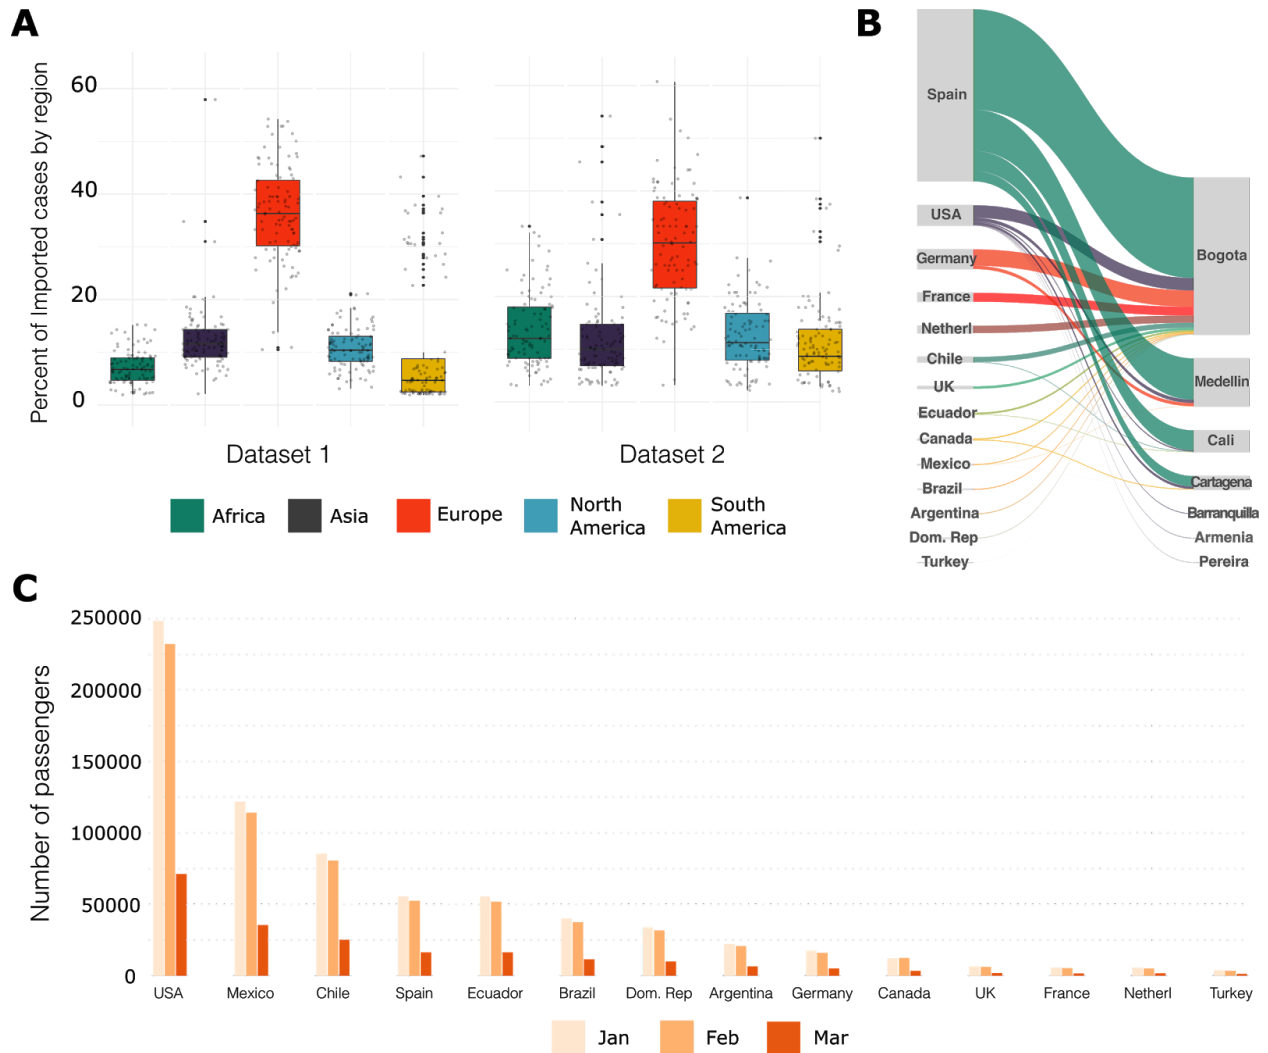 A
B
Percent of Imported cases by region
60
40
20
0
Dataset 1
Dataset 2
Africa
Asia
Europe
North
America
South
America
Spain
USA
Germany
France
Netherl
Chile
UK
Ecuador
Canada
Mexico
Brazil
Argentina
Dom. Rep
Turkey
Bogota
Medellin
Cali
Cartagena
Barranquilla
Armenia
Pereira
C
Number of passengers
250000
200000
150000
100000
50000
0
USA
Mexico
Chile
Spain
Ecuador
Brazil
Dom. Rep
Argentina
Germany
Canada
UK
France
Netherl
Turkey
Jan
Feb
Mar